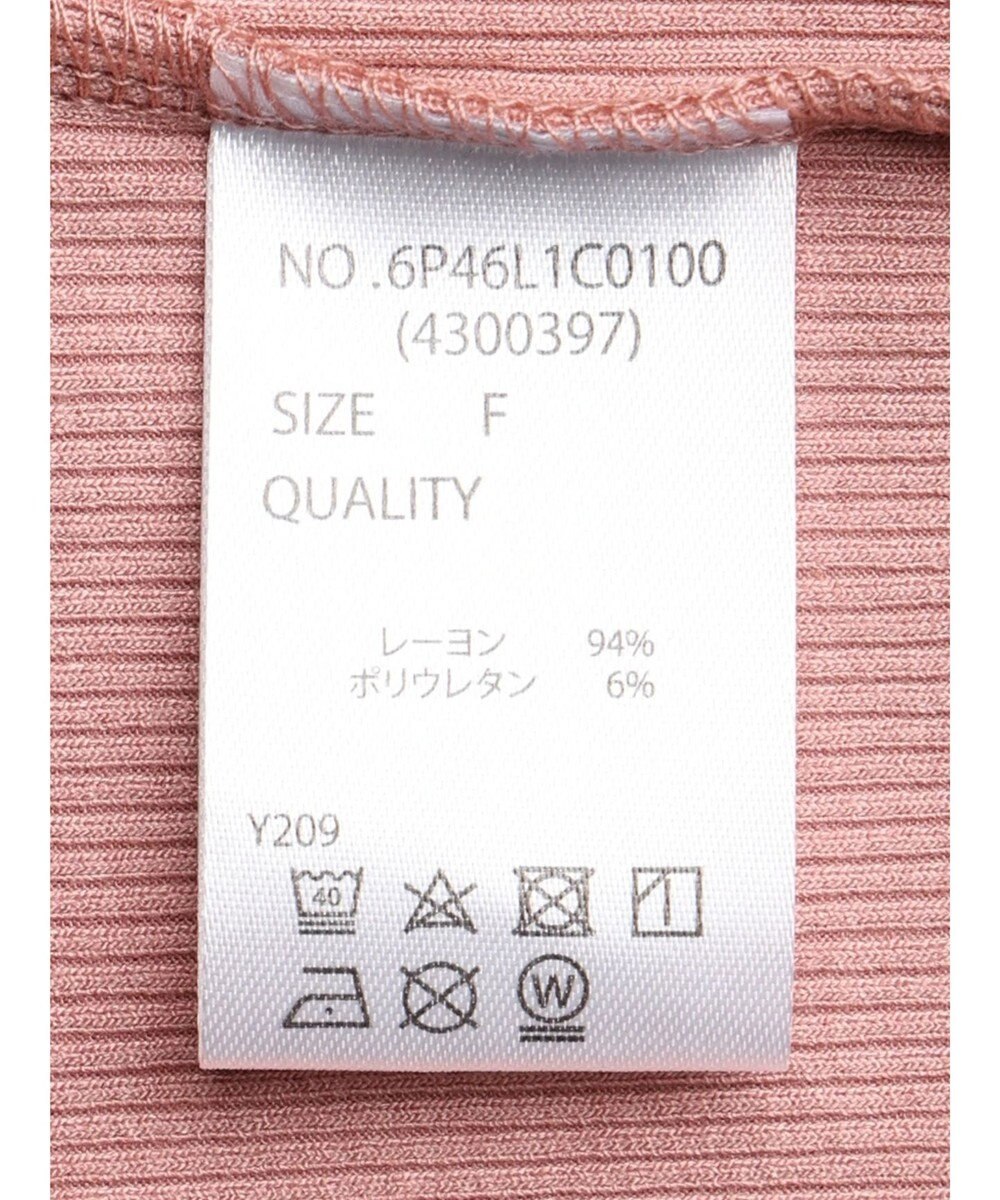 NO .6P46L1C0100
(4300397)
SIZE F
QUALITY
レーヨン 94%
ポリウレタン 6%
Y209
40
W